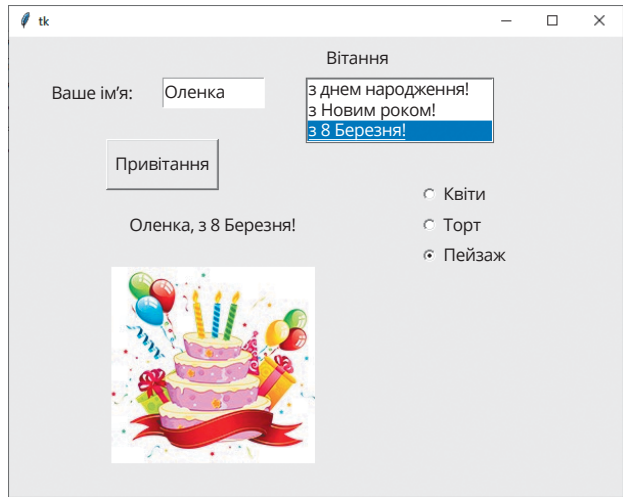 tk
Вітання
Ваше ім’я:
Оленка
з днем народження!
з Новим роком!
з 8 Березня!
Привітання
Квіти
Оленка, з 8 Березня!
Торт
Пейзаж